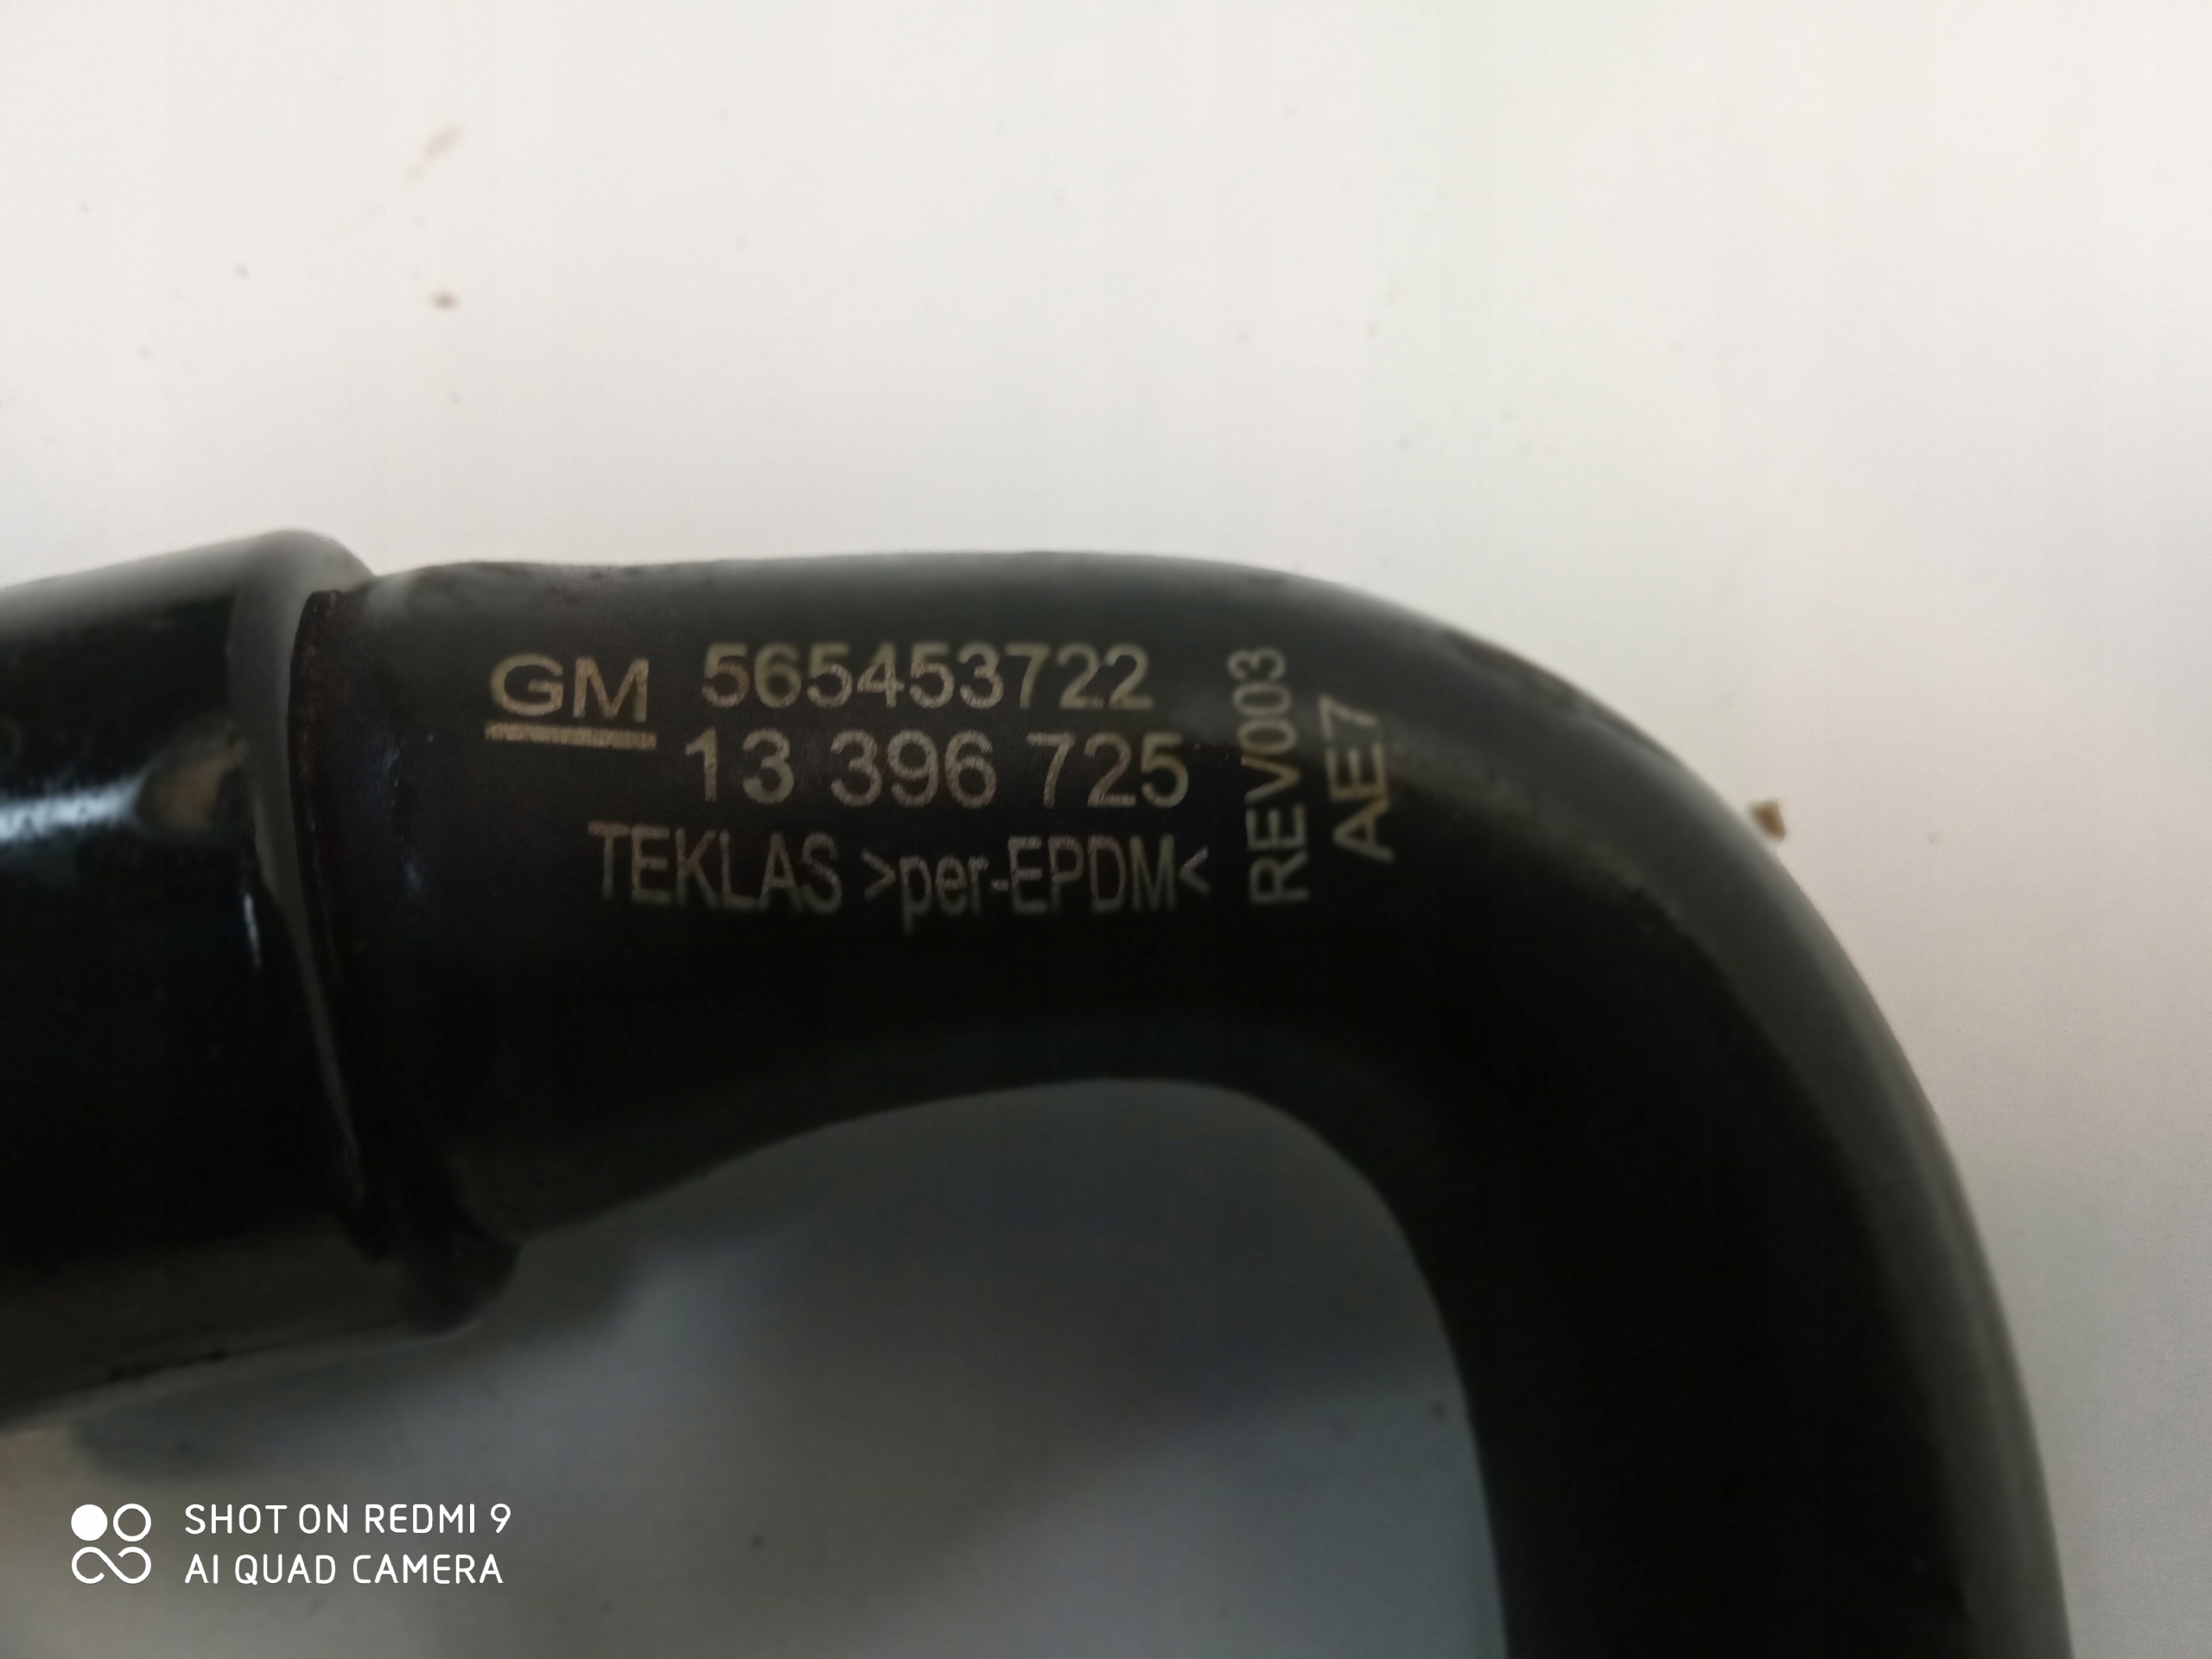 GM 565453722
13 396 725
TEKLAS >per-EPDM<
REV003
AE7
SHOT ON REDMI 9
AI QUAD CAMERA